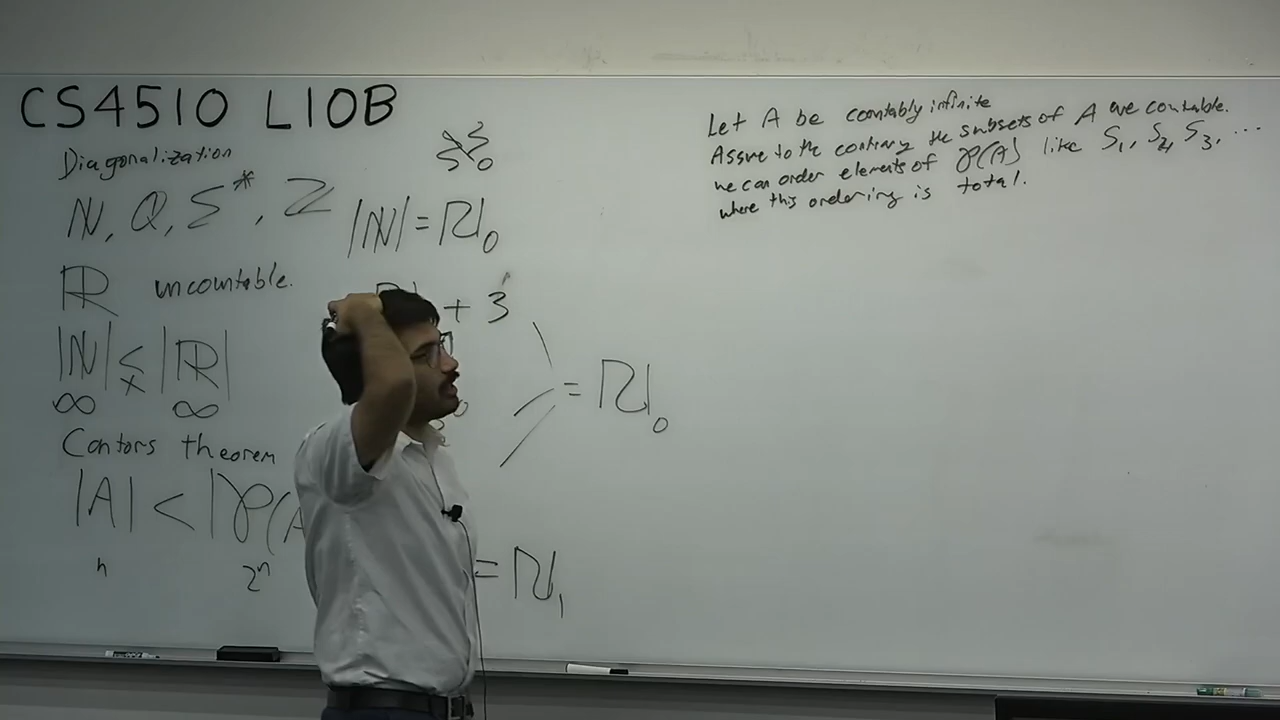 CS4510 L10B
Diagonalization
ℕ, Q, Σ*, ℤ
|ℕ| = ℵ₀
ℝ uncountable.
+ 3
|ℕ| ≤ |ℝ|
x
∞ ∞
= ℵ₀
Contors theorem
|A| < |𝒫(A
n 2ⁿ
= ℵ₁
Let A be countably infinite
Assume to the contrary the subsets of A are countable.
we can order elements of 𝒫(A) like S₁, S₂, S₃, ...
where this ordering is total.